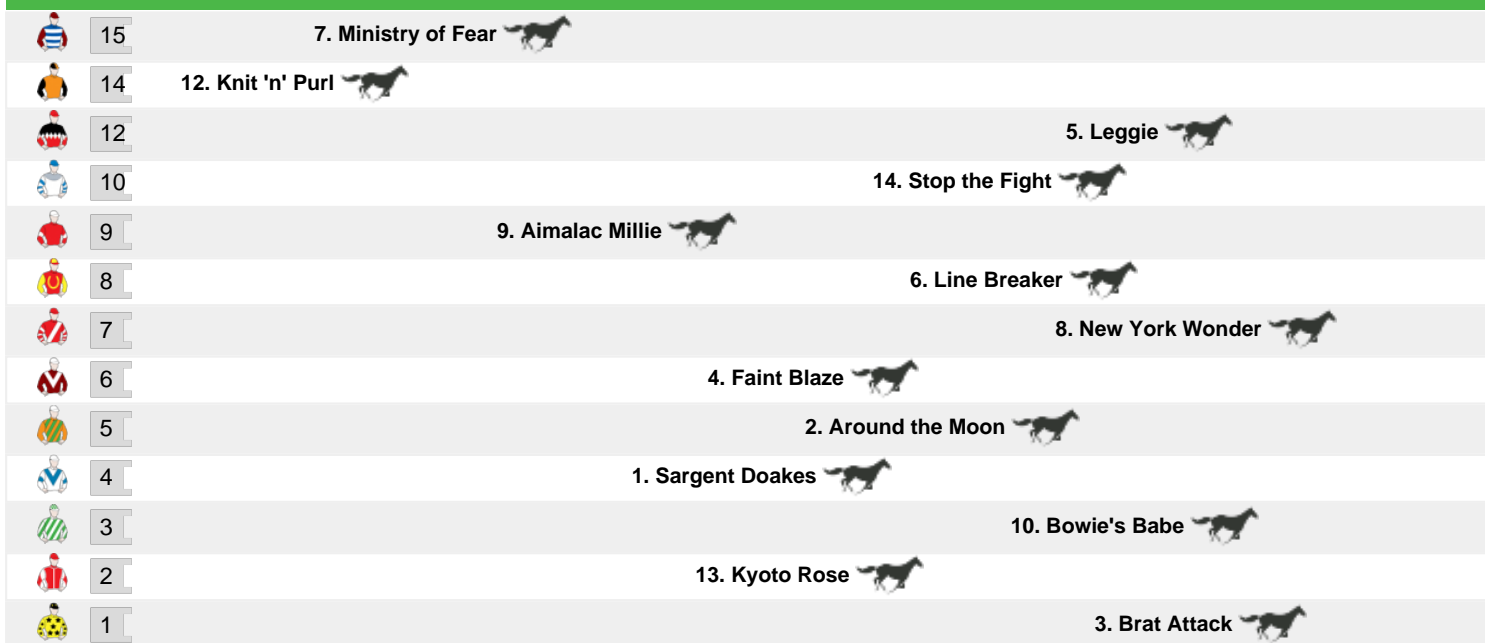 15 7. Ministry of Fear
14 12. Knit 'n' Purl
12 5. Leggie
10 14. Stop the Fight
9 9. Aimalac Millie
8 6. Line Breaker
7 8. New York Wonder
6 4. Faint Blaze
5 2. Around the Moon
4 1. Sargent Doakes
3 10. Bowie's Babe
2 13. Kyoto Rose
1 3. Brat Attack